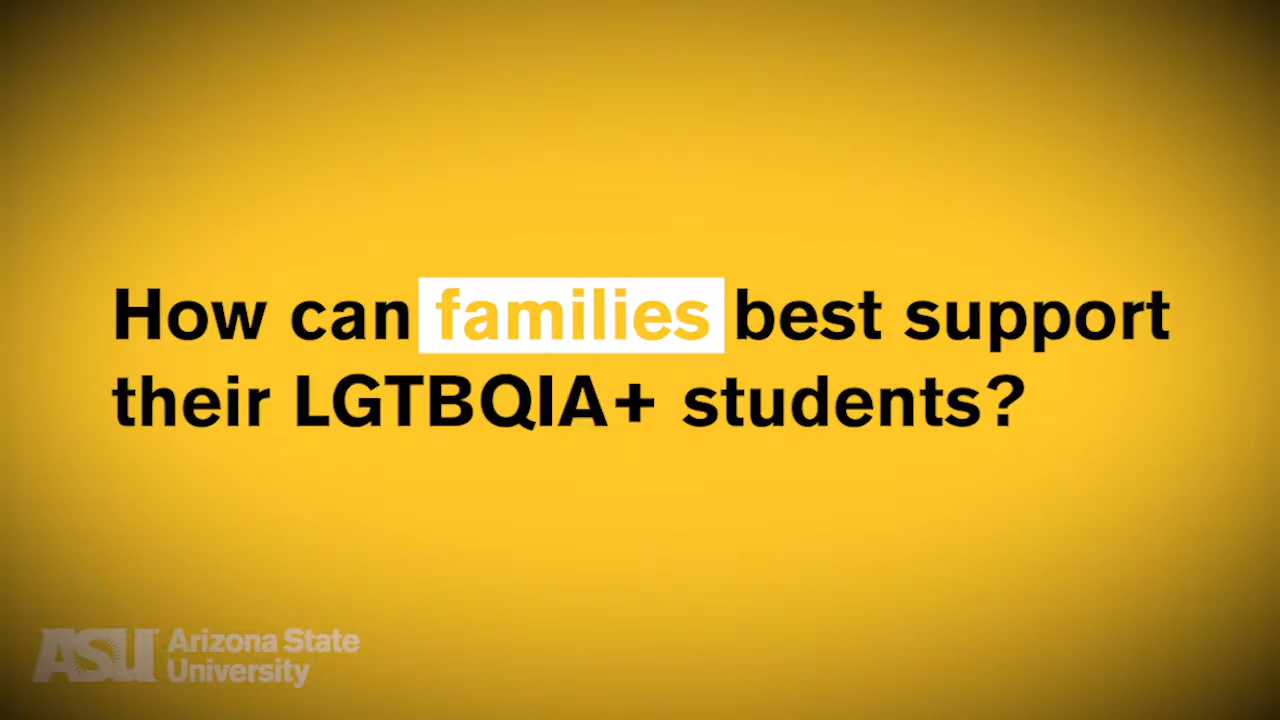 How can families best support
their LGTBQIA+ students?
ASU Arizona State
University